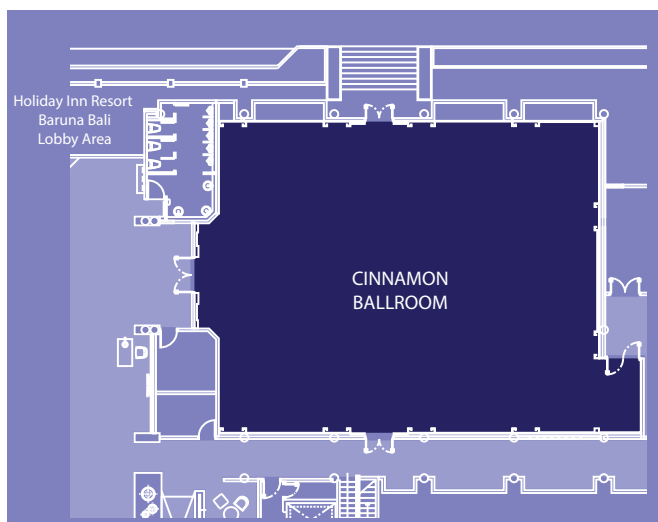 Holiday Inn Resort
Baruna Bali
Lobby Area
CINNAMON
BALLROOM